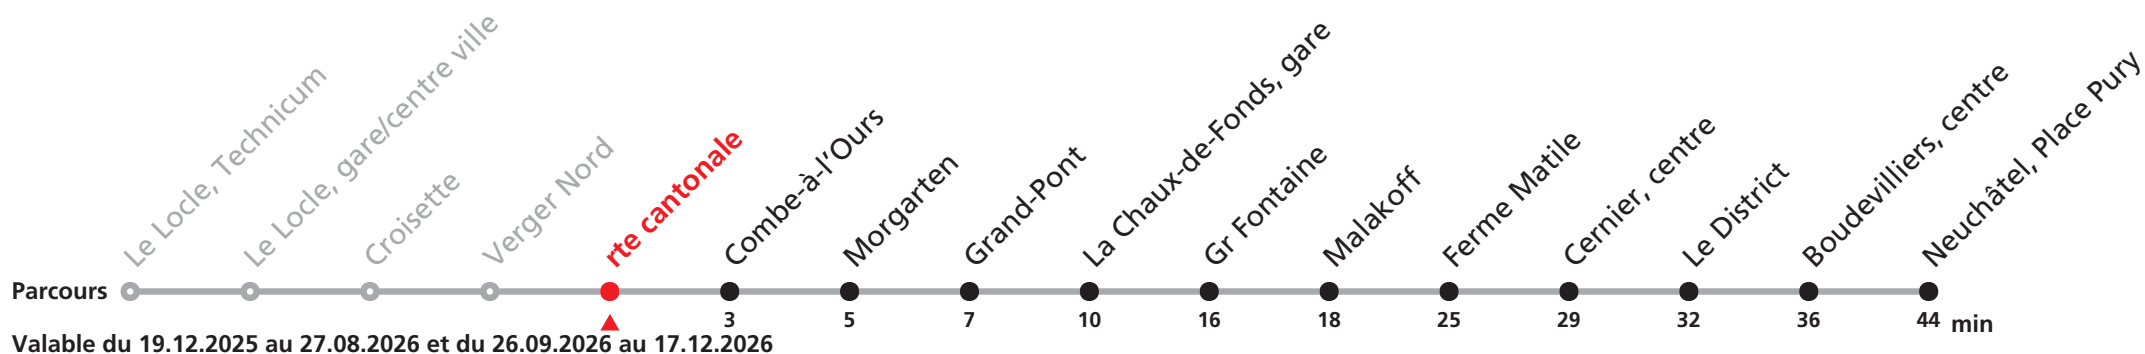 Le Locle, Technicum
Le Locle, gare/centre ville
Croisette
Verger Nord
rte cantonale
Combe-à-l'Ours
Morgarten
Grand-Pont
La Chaux-de-Fonds, gare
Gr Fontaine
Malakoff
Ferme Matile
Cernier, centre
Le District
Boudevilliers, centre
Neuchâtel, Place Pury
Parcours
3 5 7 10 16 18 25 29 32 36 44 min
Valable du 19.12.2025 au 27.08.2026 et du 26.09.2026 au 17.12.2026